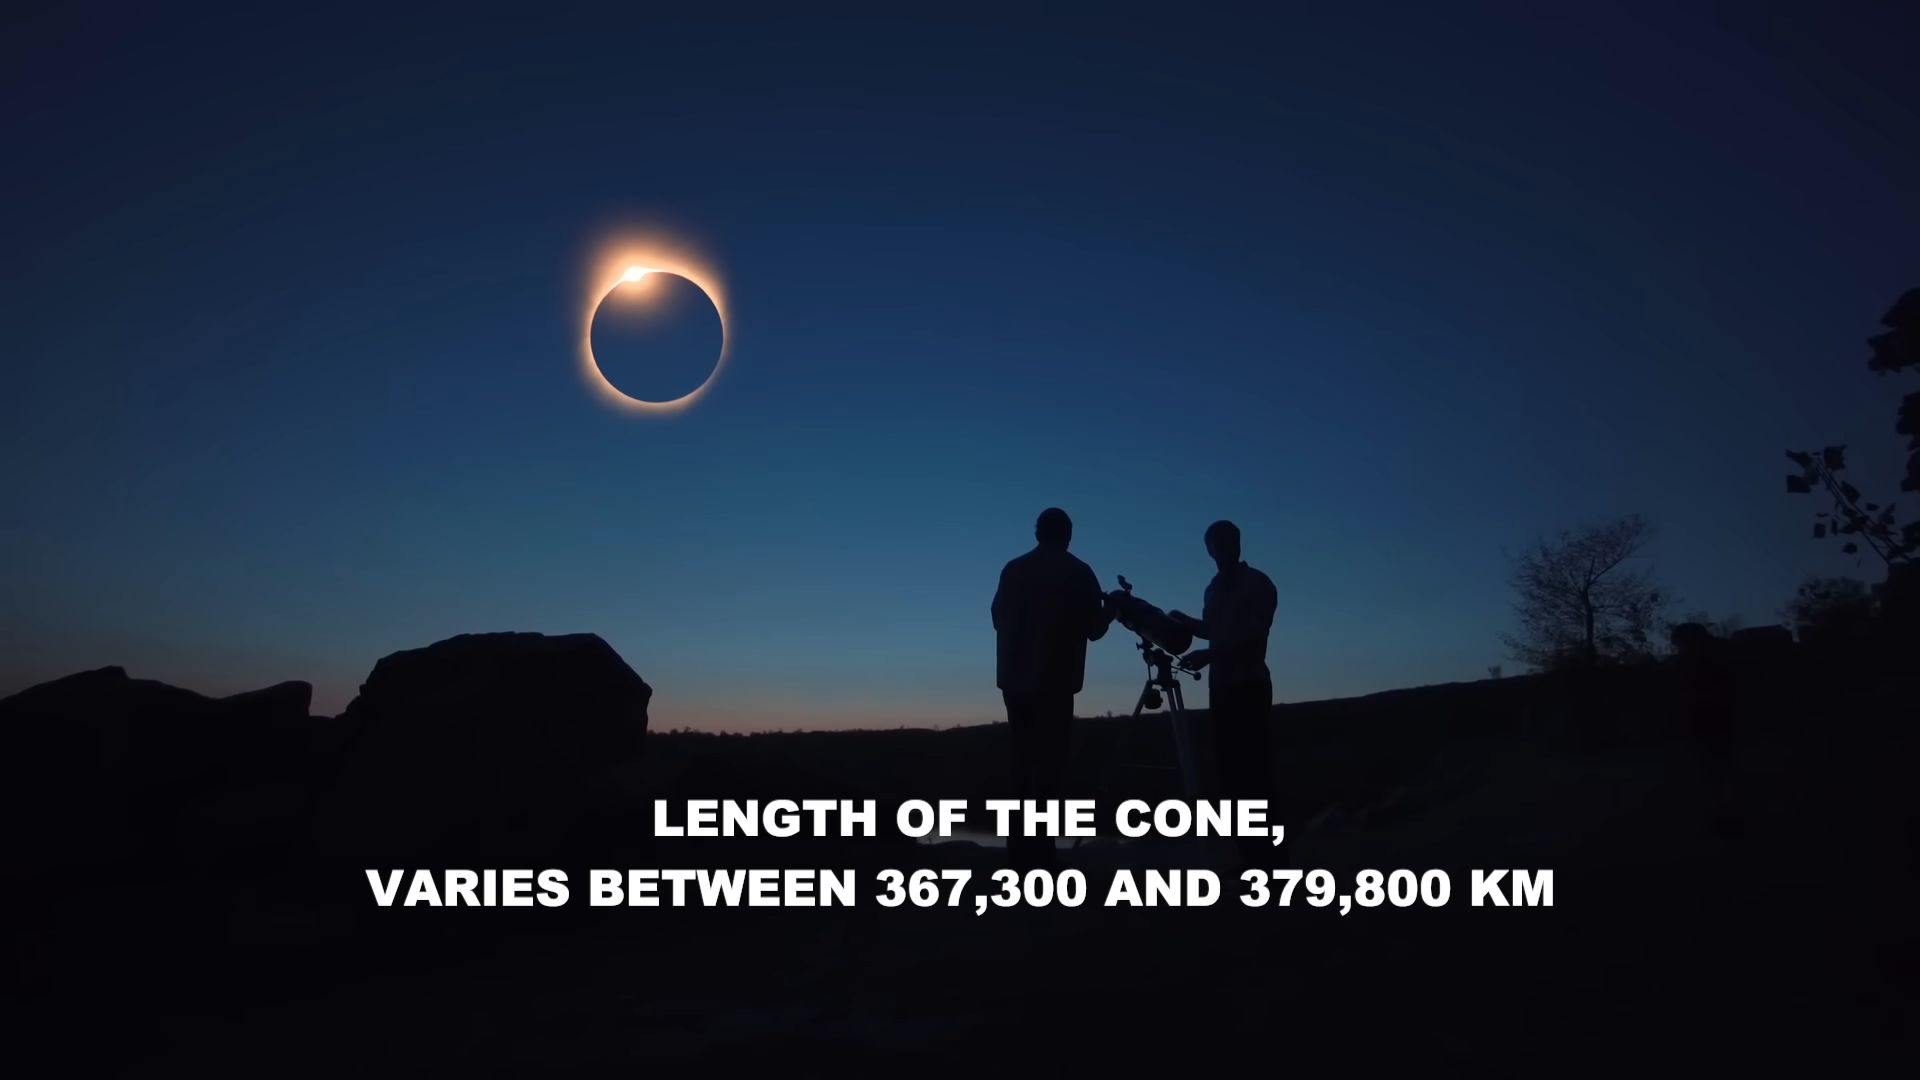 LENGTH OF THE CONE,
VARIES BETWEEN 367,300 AND 379,800 KM